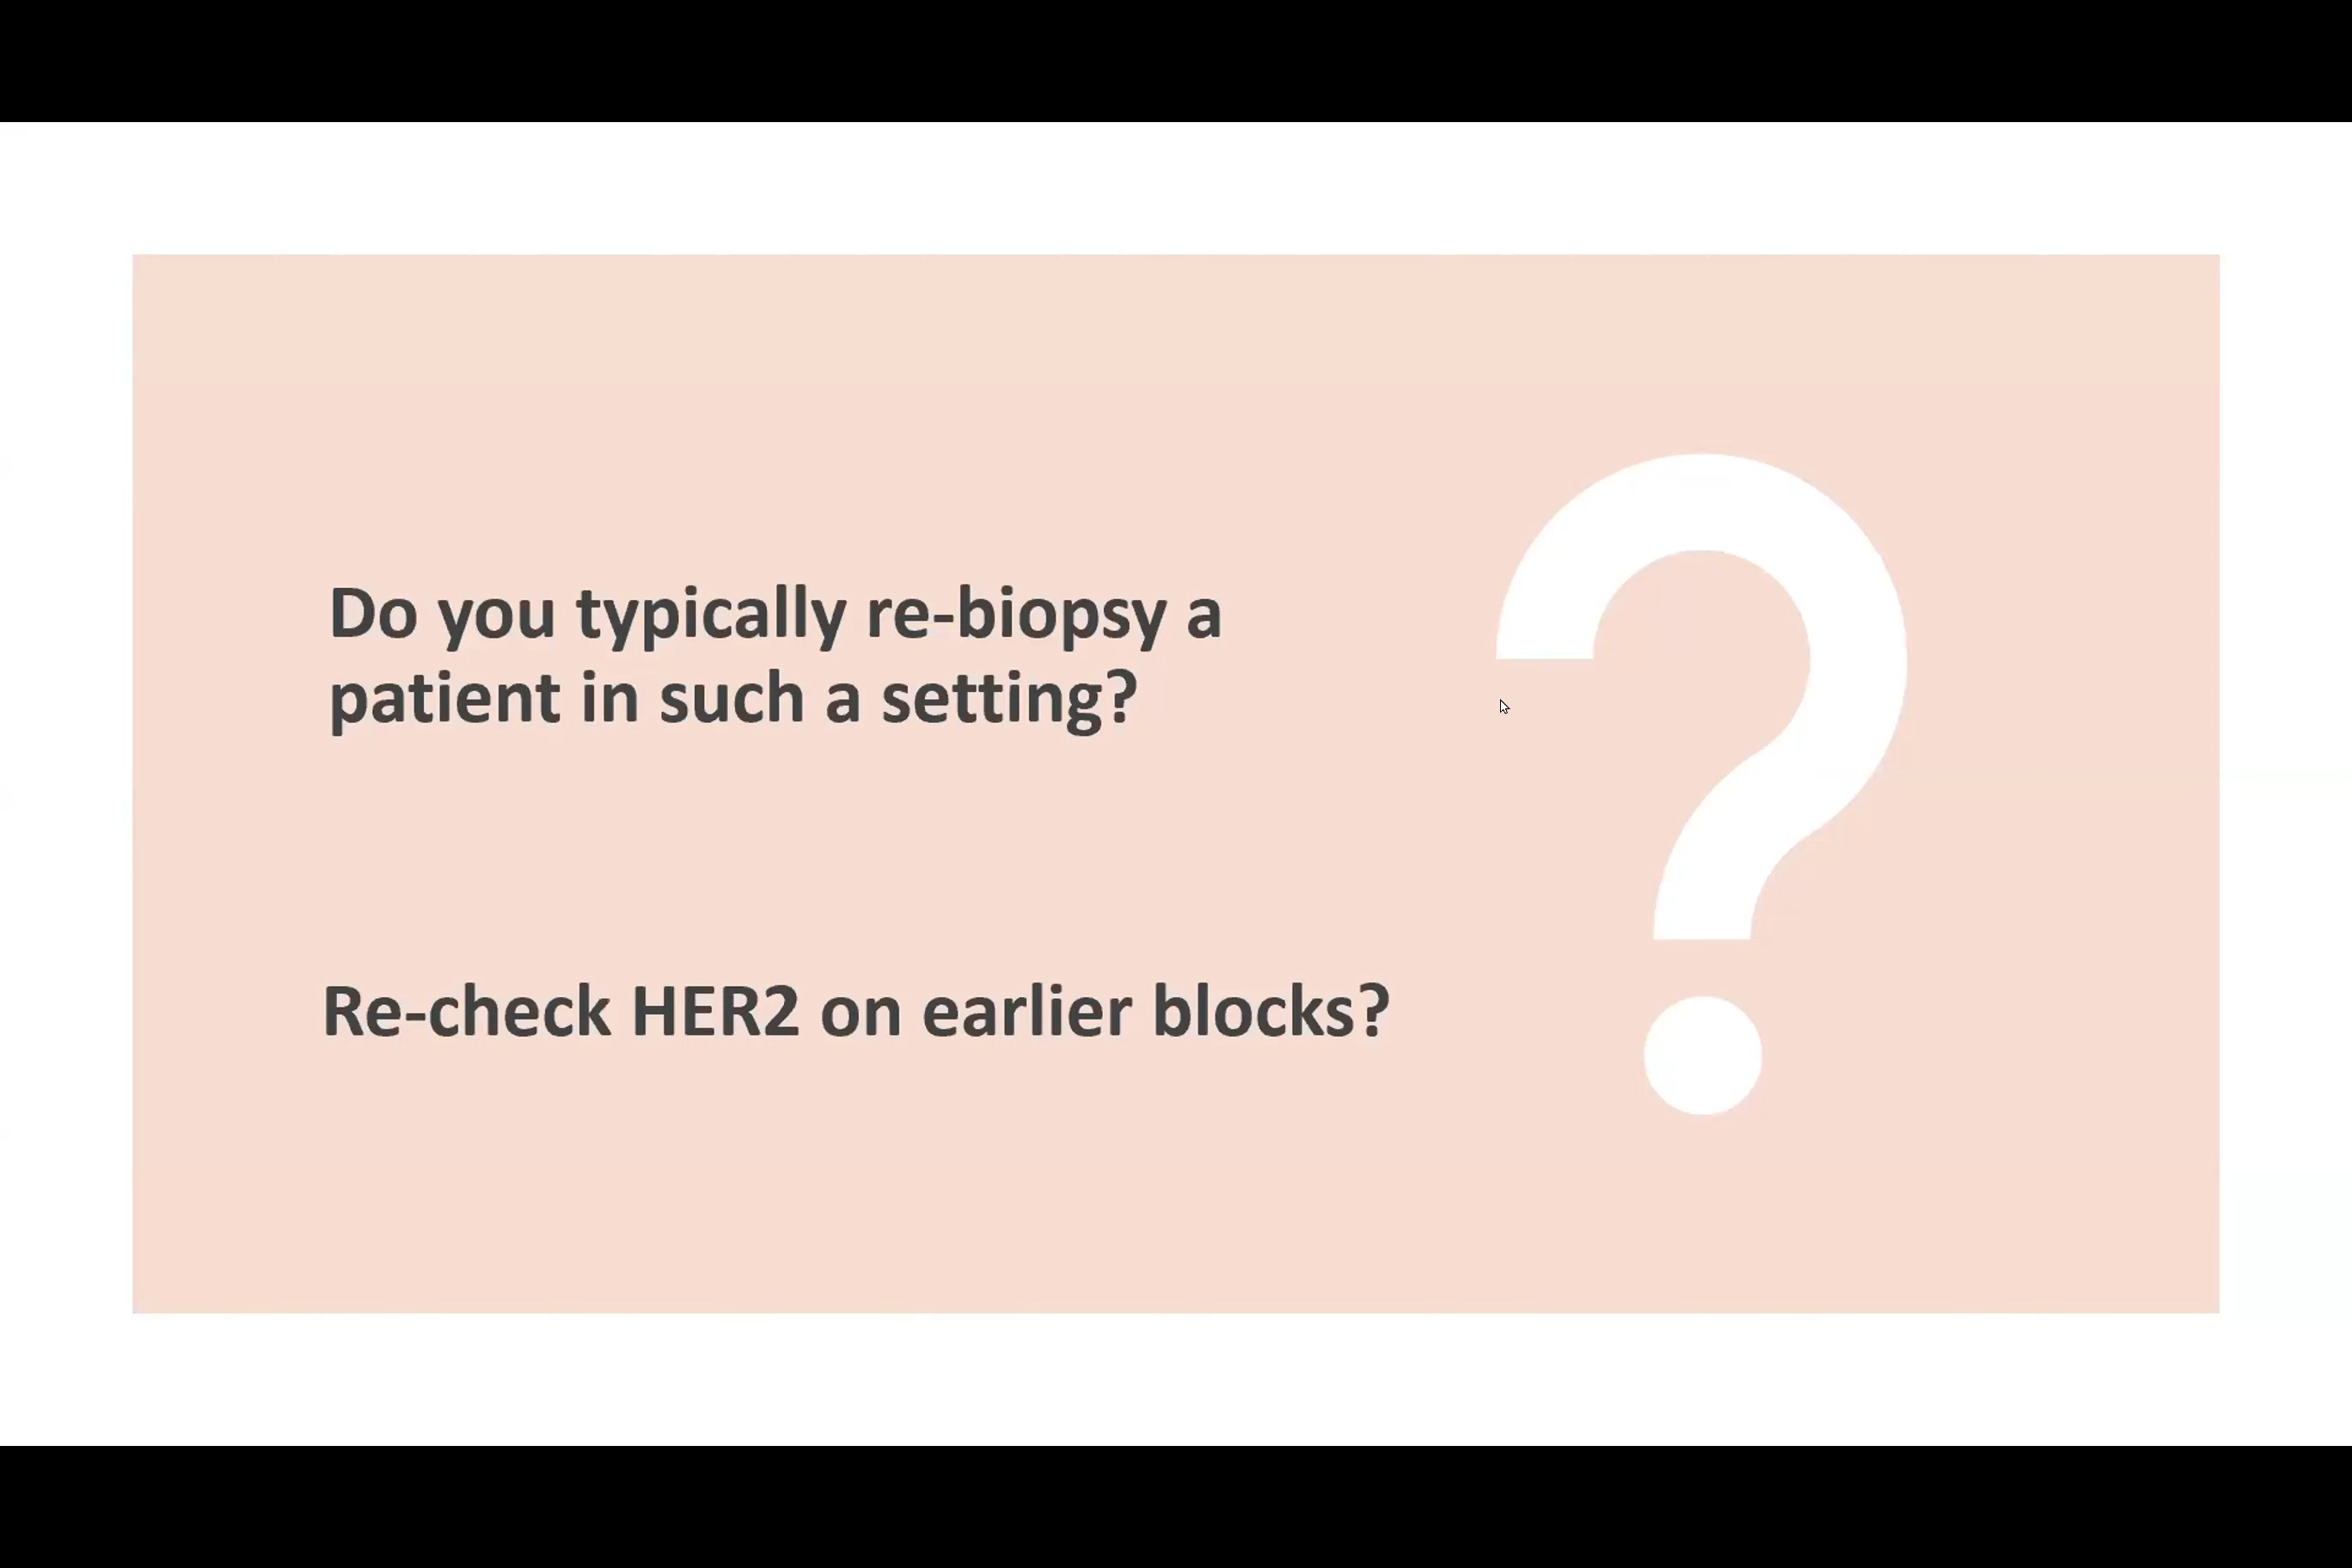 Do you typically re-biopsy a
patient in such a setting?
Re-check HER2 on earlier blocks?